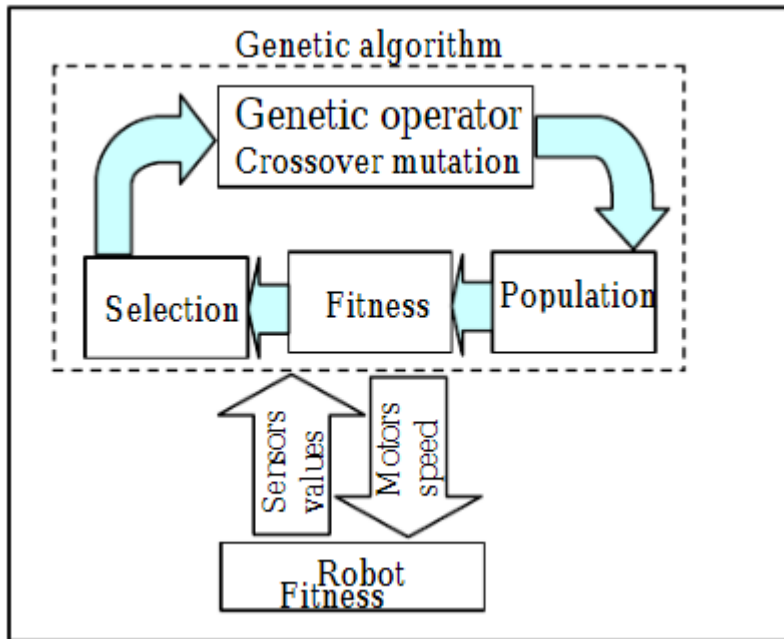 Genetic algorithm
Genetic operator
Crossover mutation
Selection
Fitness
Population
Sensors
values
Motors
speed
Robot
Fitness